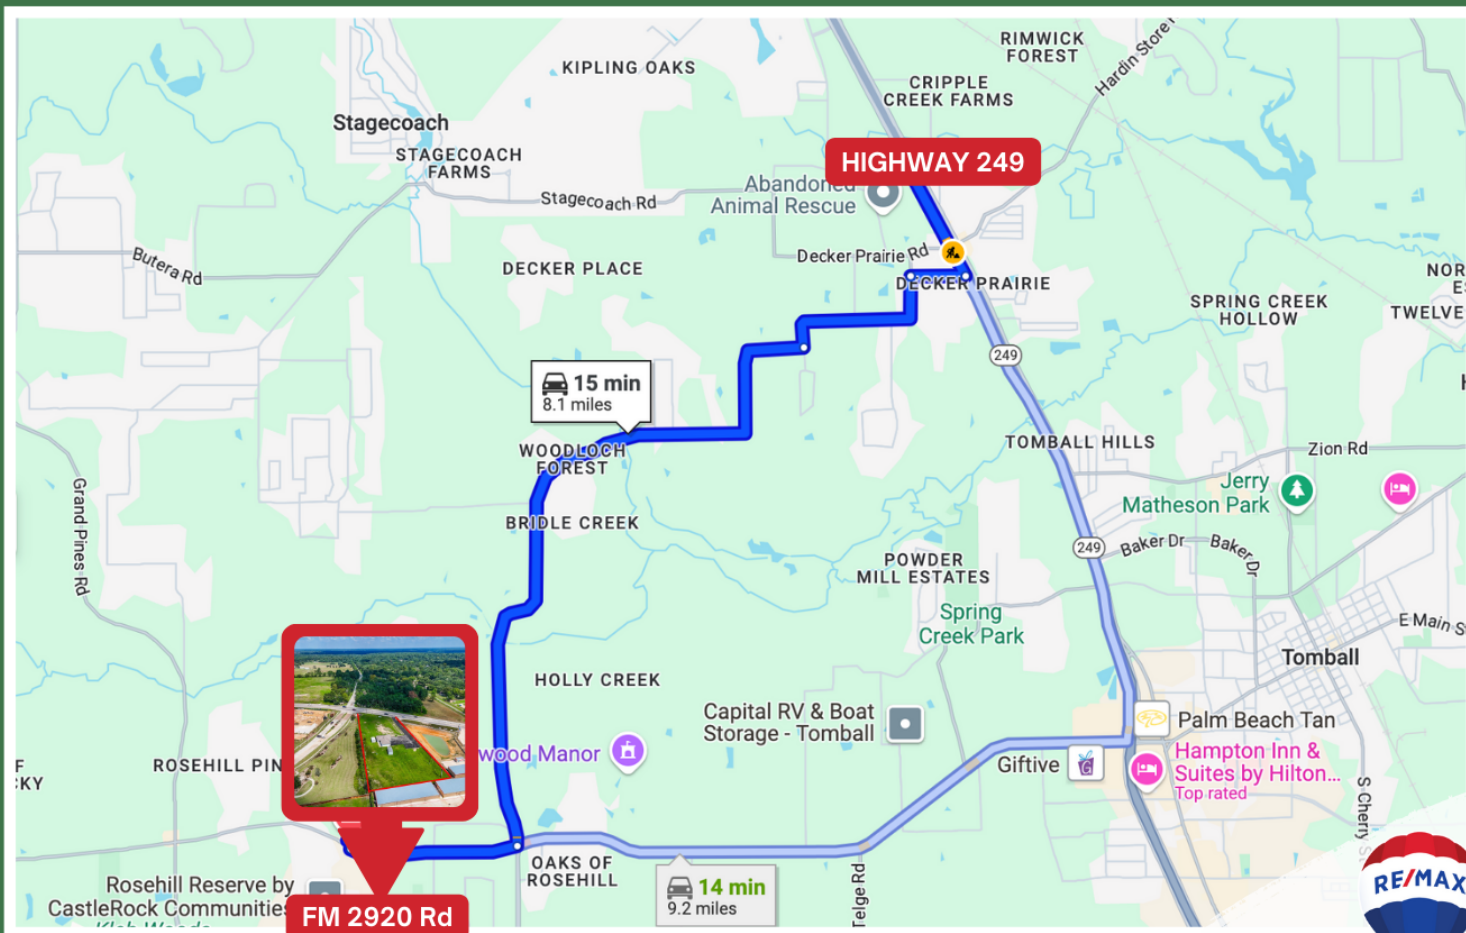 RIMWICK
FOREST
Hardin Store
KIPLING OAKS
CRIPPLE
CREEK FARMS
Stagecoach
STAGECOACH
FARMS
HIGHWAY 249
Abandoned
Animal Rescue
Stagecoach Rd
Decker Prairie Rd
Butera Rd
DECKER PLACE
DECKER PRAIRIE
SPRING CREEK
HOLLOW
NOR
TWELVE
249
15 min
8.1 miles
WOODLOCH
FOREST
TOMBALL HILLS
Zion Rd
Jerry
Matheson Park
Grand Pines Rd
BRIDLE CREEK
249
Baker Dr
Baker Dr
POWDER
MILL ESTATES
Spring
Creek Park
E Main S
Tomball
HOLLY CREEK
Capital RV & Boat
Storage - Tomball
Palm Beach Tan
wood Manor
ROSEHILL PIN
F
KY
Giftive
Hampton Inn &
Suites by Hilton...
Top rated
S Cherry S
OAKS OF
ROSEHILL
14 min
9.2 miles
Telge Rd
Rosehill Reserve by
CastleRock Communities
FM 2920 Rd
RE/MAX